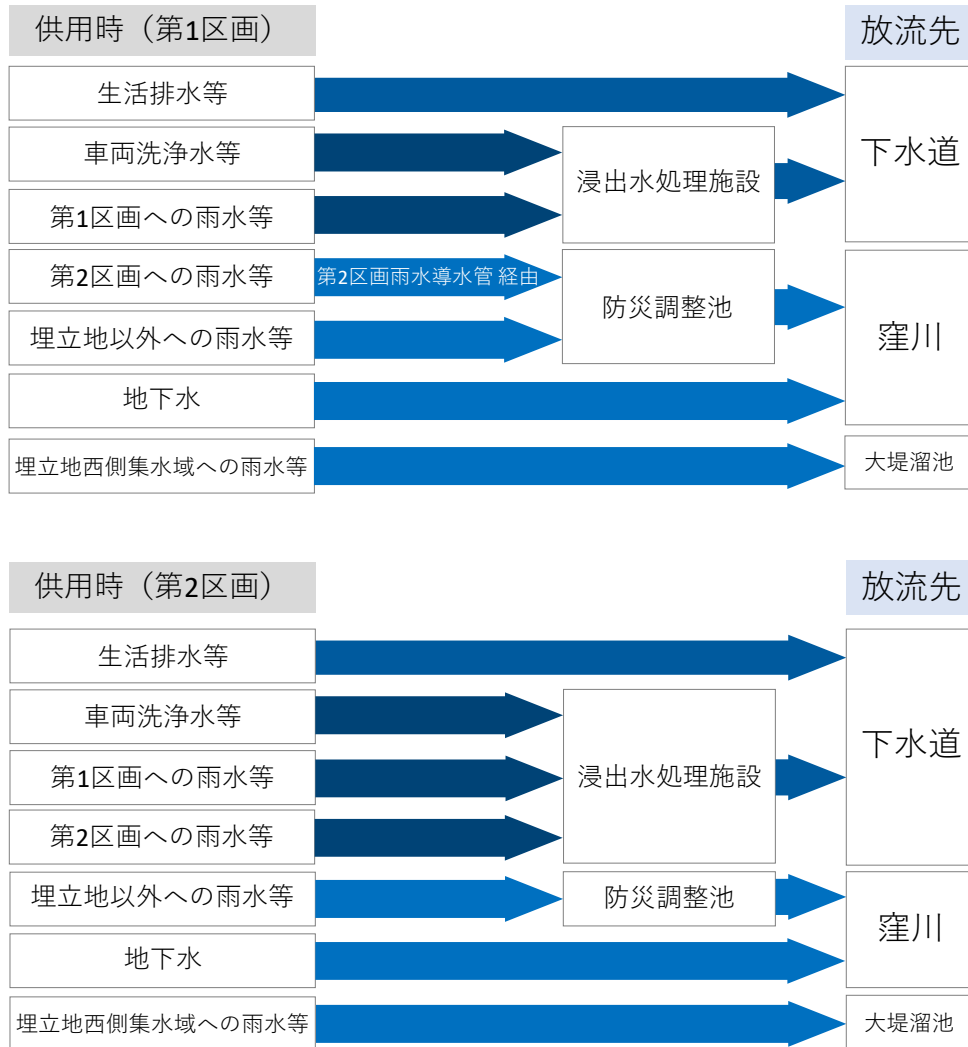 供用時（第1区画）
放流先
生活排水等
車両洗浄水等
第1区画への雨水等
第2区画への雨水等
埋立地以外への雨水等
地下水
埋立地西側集水域への雨水等
第2区画雨水導水管 経由
浸出水処理施設
防災調整池
下水道
窪川
大堤溜池
供用時（第2区画）
放流先
生活排水等
車両洗浄水等
第1区画への雨水等
第2区画への雨水等
埋立地以外への雨水等
地下水
埋立地西側集水域への雨水等
浸出水処理施設
防災調整池
下水道
窪川
大堤溜池